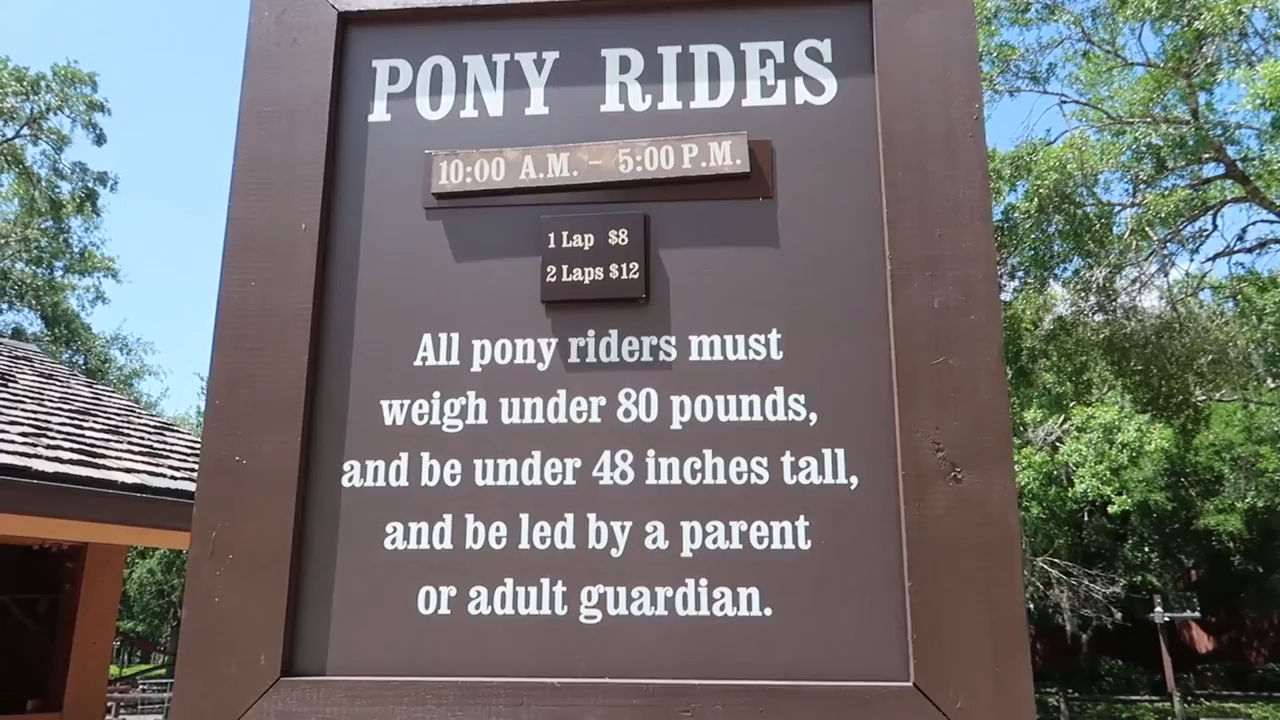 PONY RIDES
10:00 A.M. - 5:00 P.M.
1 Lap $8
2 Laps $12
All pony riders must
weigh under 80 pounds,
and be under 48 inches tall,
and be led by a parent
or adult guardian.